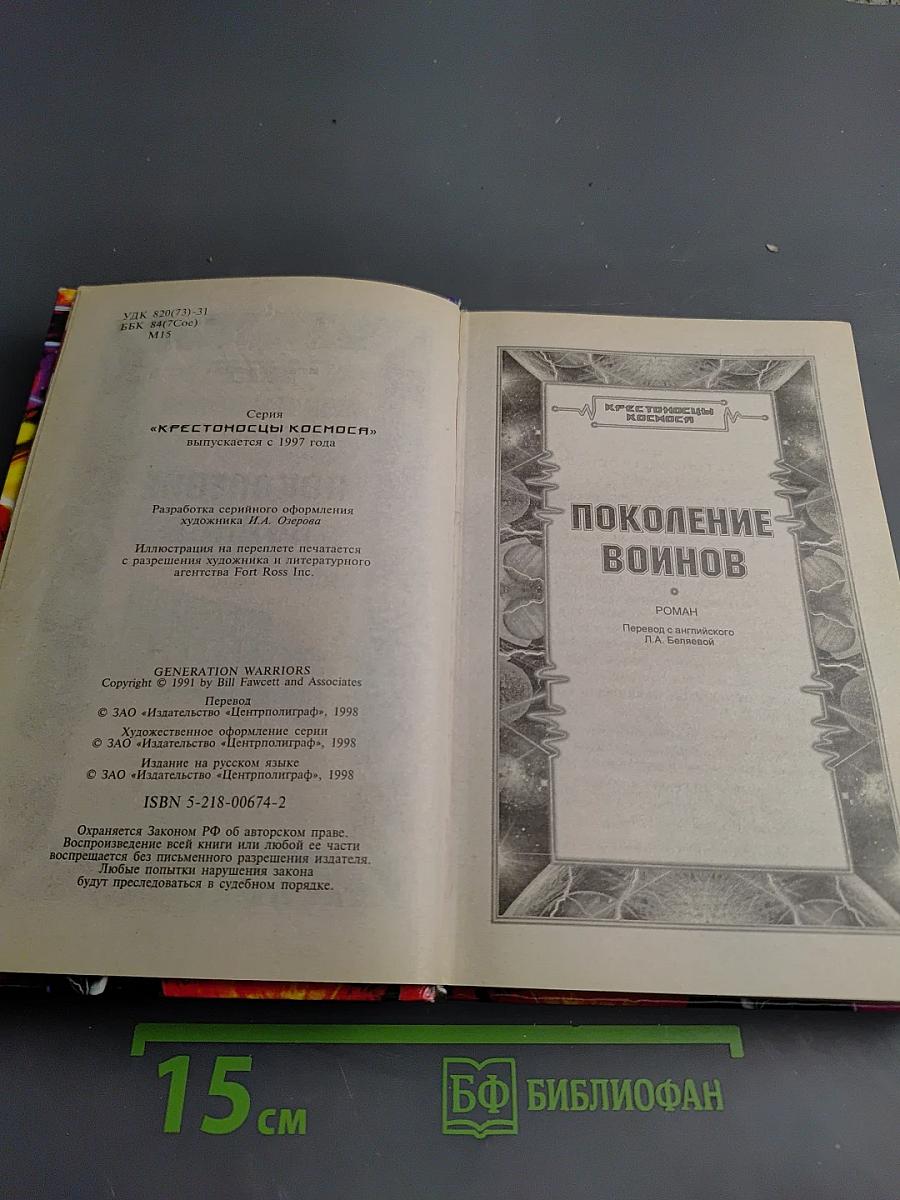 УДК 820(73)-31
ББК 84(7Сое)
М15
Серия
«КРЕСТОНОСЦЫ КОСМОСА»
выпускается с 1997 года
Разработка серийного оформления
художника И.А. Озерова
Иллюстрация на переплете печатается
с разрешения художника и литературного
агентства Fort Ross Inc.
GENERATION WARRIORS
Copyright © 1991 by Bill Fawcett and Associates
Перевод
© ЗАО «Издательство «Центрполиграф», 1998
Художественное оформление серии
© ЗАО «Издательство «Центрполиграф», 1998
Издание на русском языке
© ЗАО «Издательство «Центрполиграф», 1998
ISBN 5-218-00674-2
Охраняется Законом РФ об авторском праве.
Воспроизведение всей книги или любой ее части
воспрещается без письменного разрешения издателя.
Любые попытки нарушения закона
будут преследоваться в судебном порядке.
КРЕСТОНОСЦЫ
КОСМОСА
ПОКОЛЕНИЕ
ВОИНОВ
РОМАН
Перевод с английского
Л.А. Беляевой
15 см
БФ БИБЛИОФАН